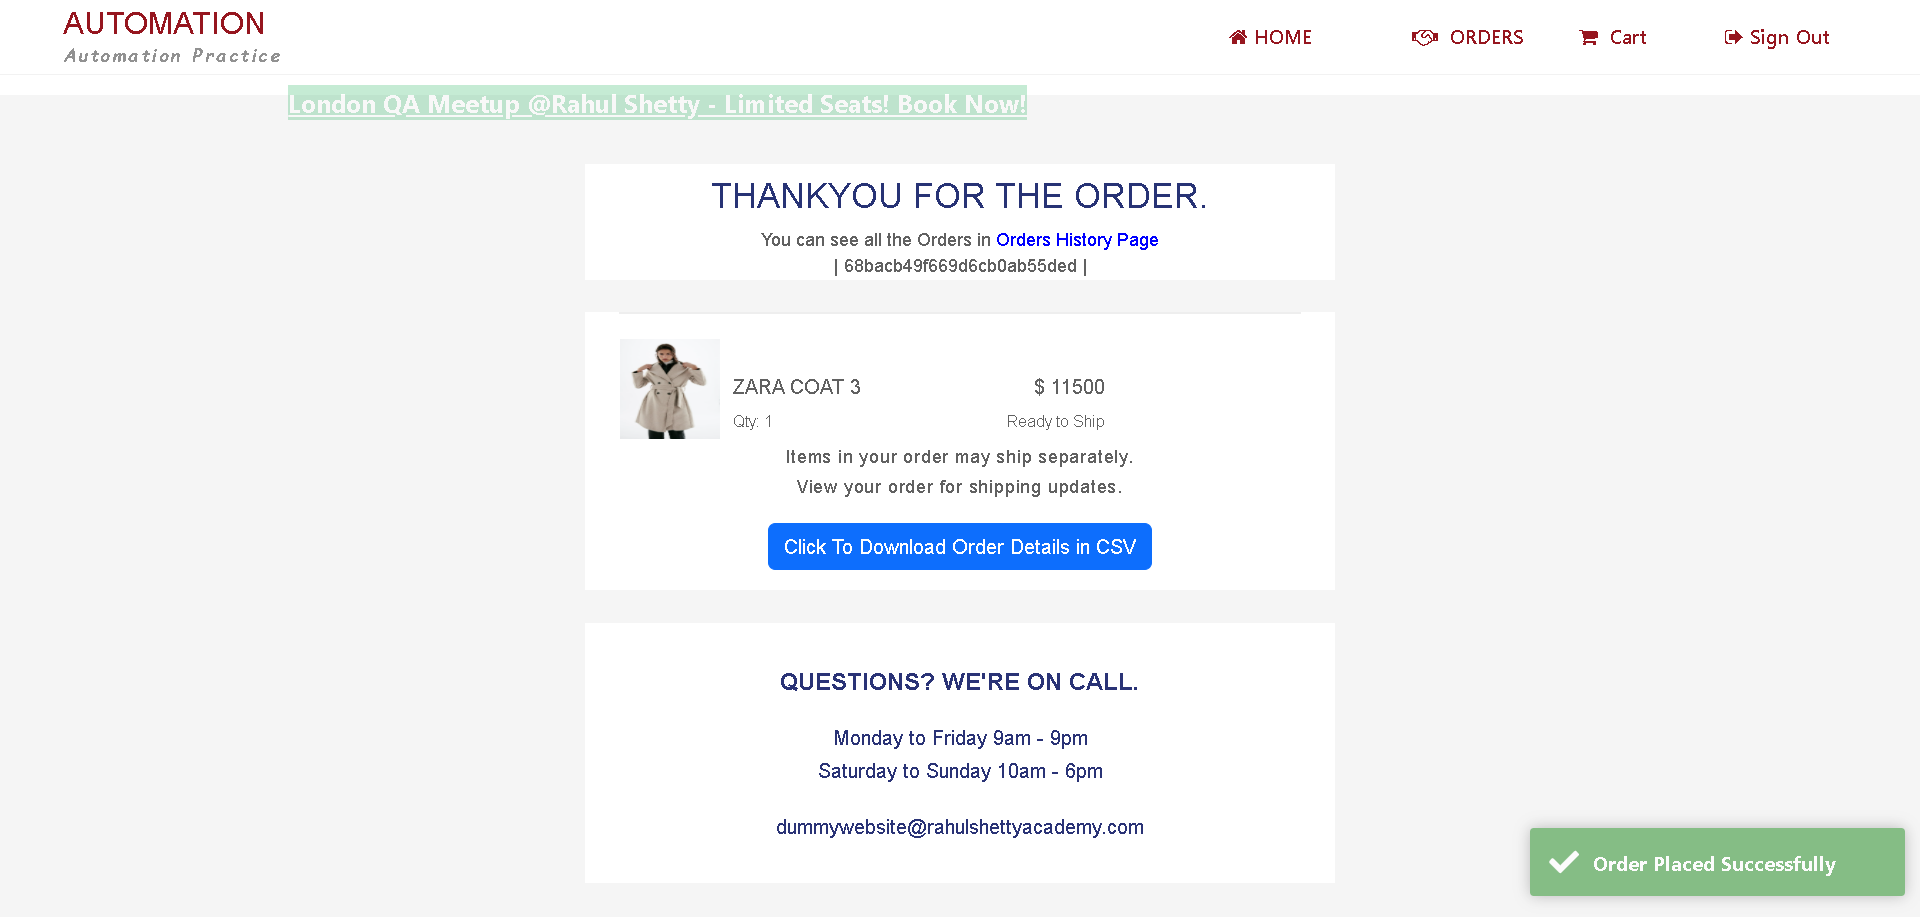 AUTOMATION
Automation Practice
HOME
ORDERS
Cart
Sign Out
London QA Meetup @Rahul Shetty - Limited Seats! Book Now!
THANKYOU FOR THE ORDER.
You can see all the Orders in Orders History Page
| 68bacb49f669d6cb0ab55ded |
ZARA COAT 3
$ 11500
Qty: 1
Ready to Ship
Items in your order may ship separately.
View your order for shipping updates.
Click To Download Order Details in CSV
QUESTIONS? WE'RE ON CALL.
Monday to Friday 9am - 9pm
Saturday to Sunday 10am - 6pm
dummywebsite@rahulshettyacademy.com
Order Placed Successfully